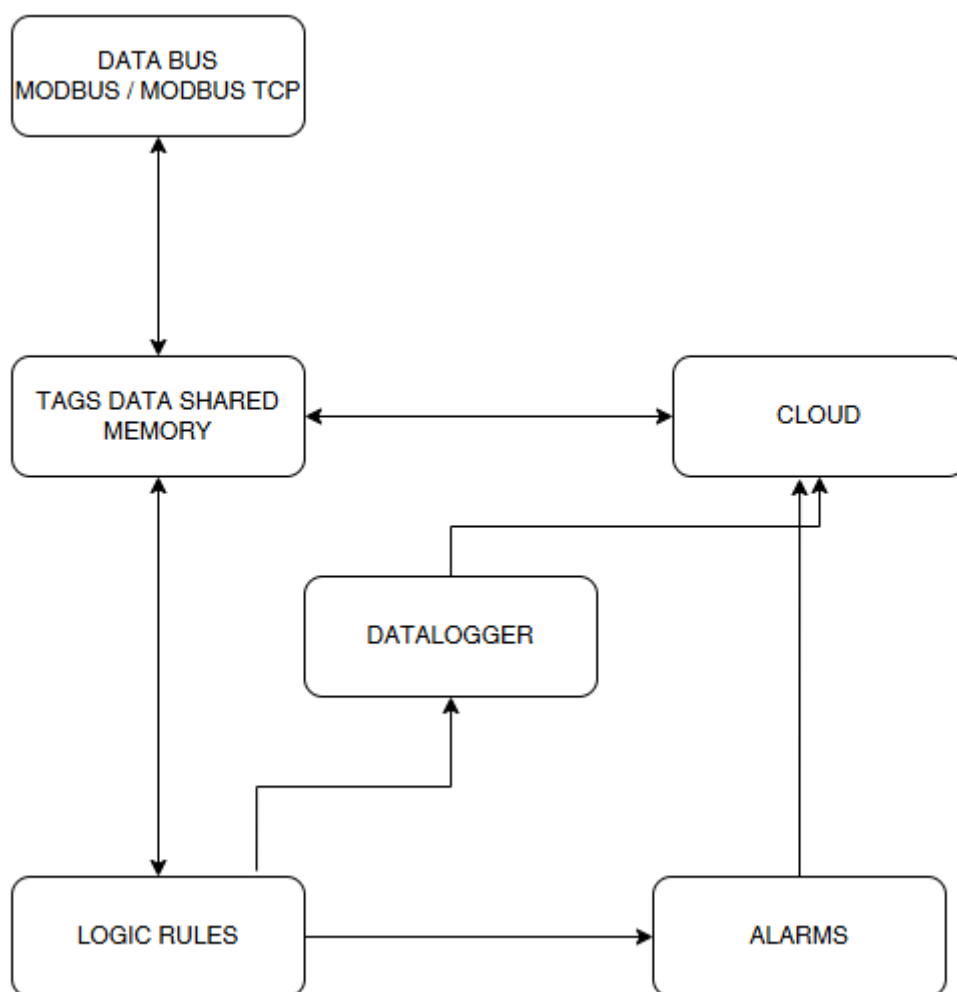 DATA BUS
MODBUS / MODBUS TCP
TAGS DATA SHARED
MEMORY
CLOUD
DATALOGGER
LOGIC RULES
ALARMS